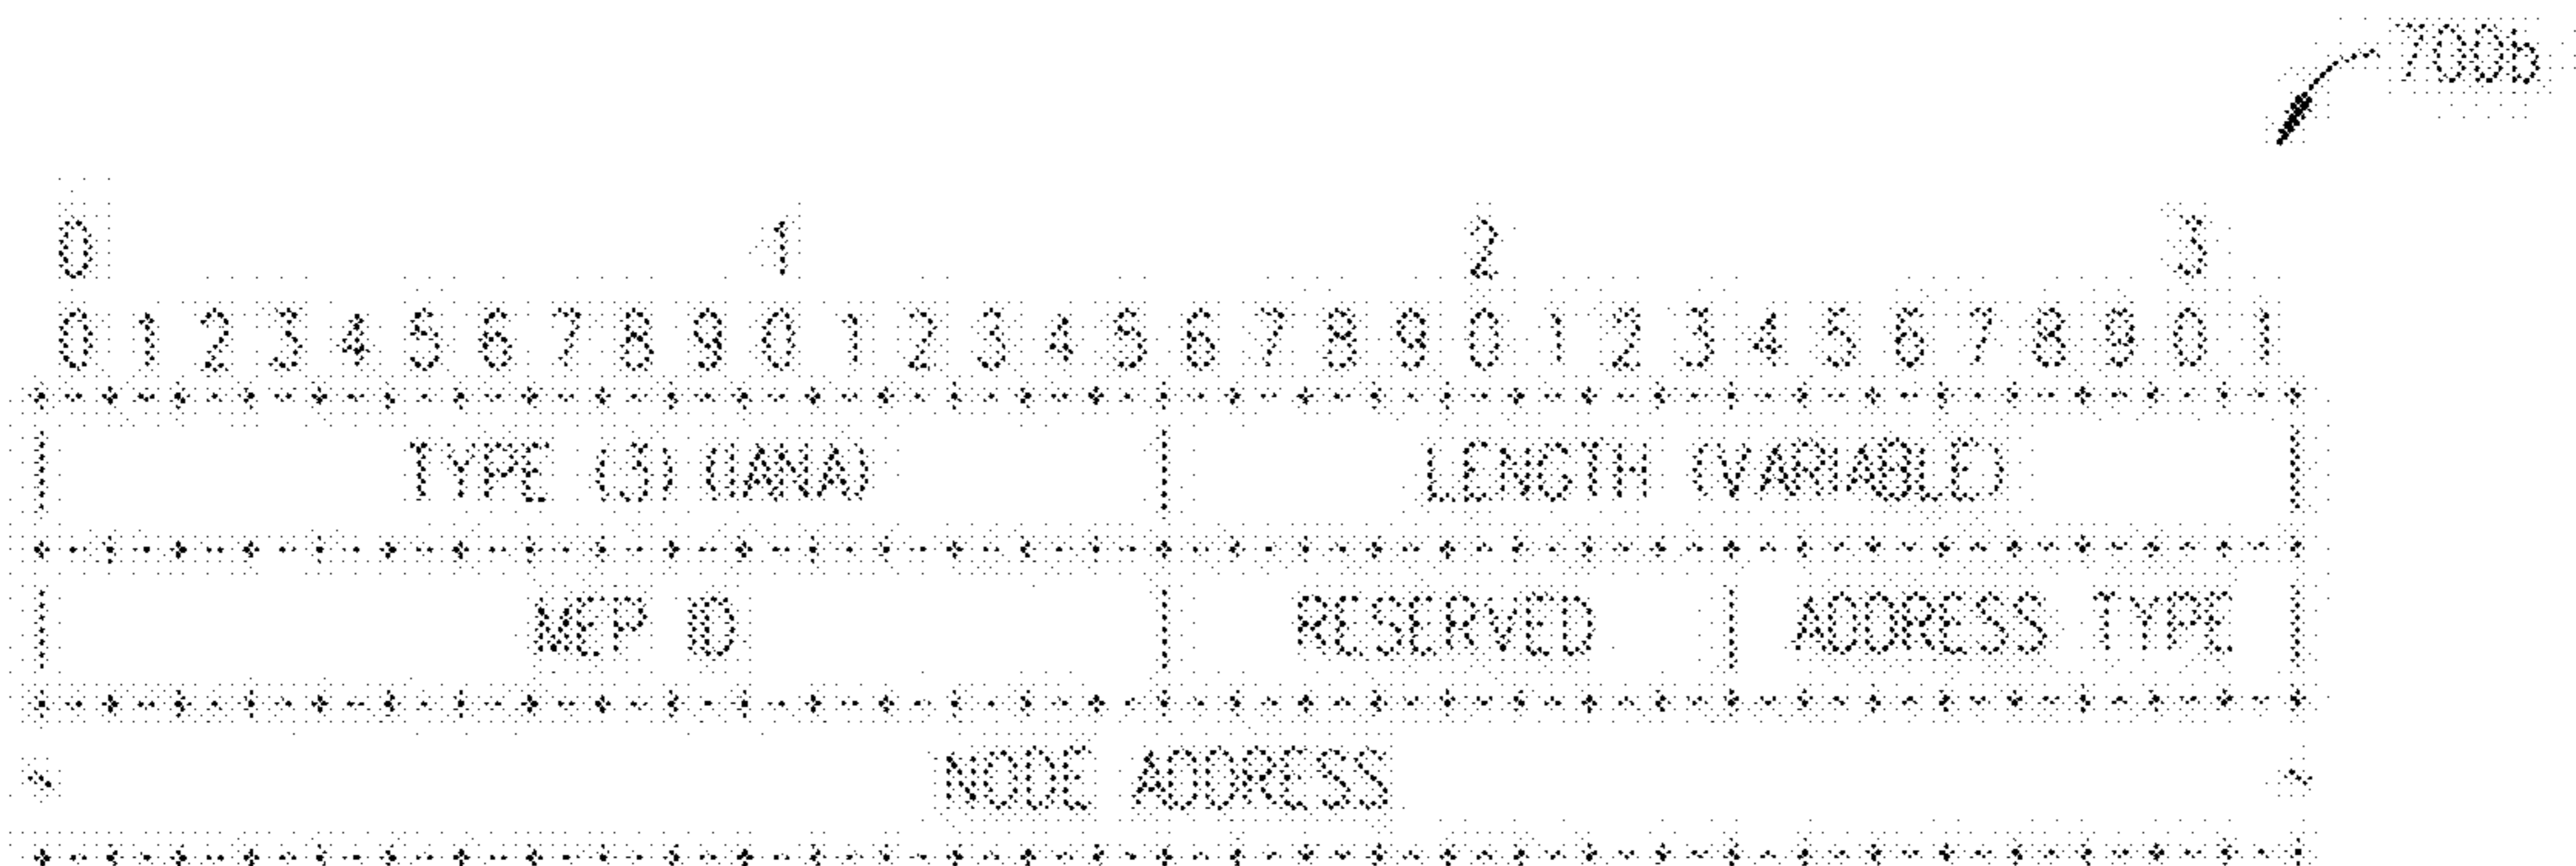 700b
0 1 2 3
0 1 2 3 4 5 6 7 8 9 0 1 2 3 4 5 6 7 8 9 0 1 2 3 4 5 6 7 8 9 0 1
TYPE (3) (IANA) | LENGTH (VARIABLE)
MEP ID | RESERVED | ADDRESS TYPE
~ NODE ADDRESS ~